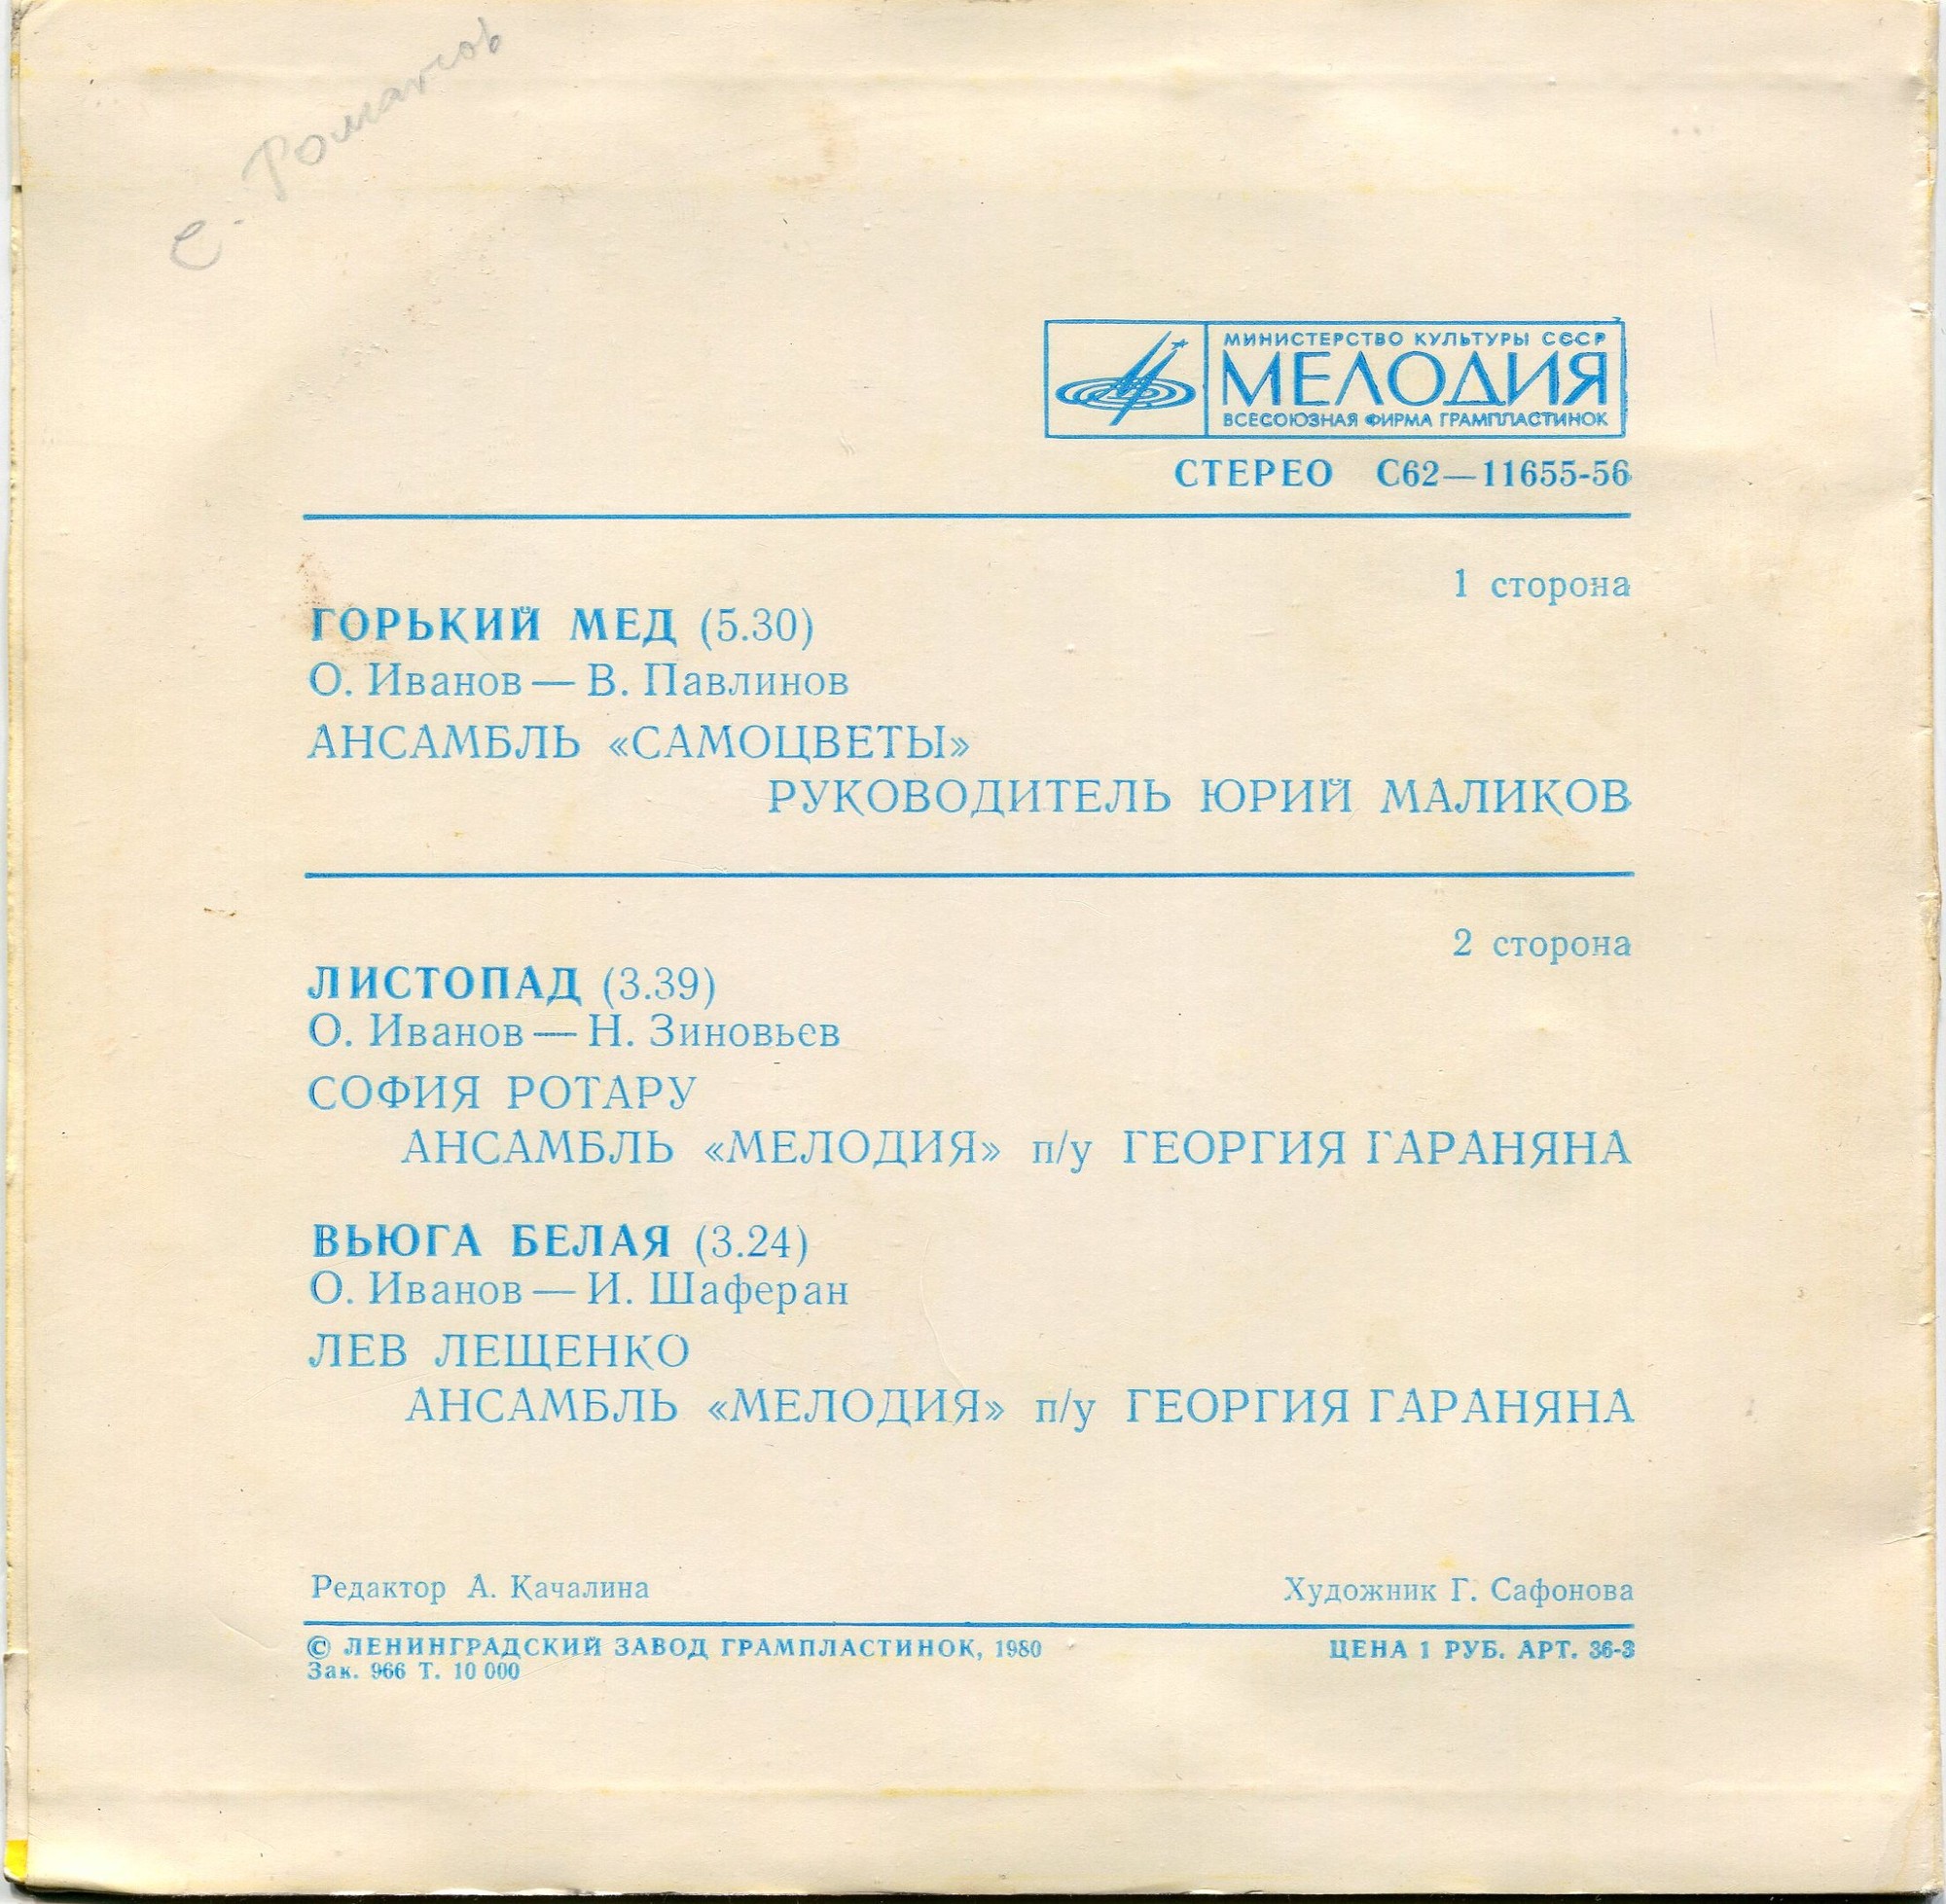 МИНИСТЕРСТВО КУЛЬТУРЫ СССР
МЕЛОДИЯ
ВСЕСОЮЗНАЯ ФИРМА ГРАМПЛАСТИНОК
СТЕРЕО С62—11655-56
1 сторона
ГОРЬКИЙ МЕД (5.30)
О. Иванов — В. Павлинов
АНСАМБЛЬ «САМОЦВЕТЫ»
РУКОВОДИТЕЛЬ ЮРИЙ МАЛИКОВ
2 сторона
ЛИСТОПАД (3.39)
О. Иванов — Н. Зиновьев
СОФИЯ РОТАРУ
АНСАМБЛЬ «МЕЛОДИЯ» п/у ГЕОРГИЯ ГАРАНЯНА
ВЬЮГА БЕЛАЯ (3.24)
О. Иванов — И. Шаферан
ЛЕВ ЛЕЩЕНКО
АНСАМБЛЬ «МЕЛОДИЯ» п/у ГЕОРГИЯ ГАРАНЯНА
Редактор А. Качалина
Художник Г. Сафонова
© ЛЕНИНГРАДСКИЙ ЗАВОД ГРАМПЛАСТИНОК, 1980
ЦЕНА 1 РУБ. АРТ. 36-3
Зак. 966 Т. 10 000